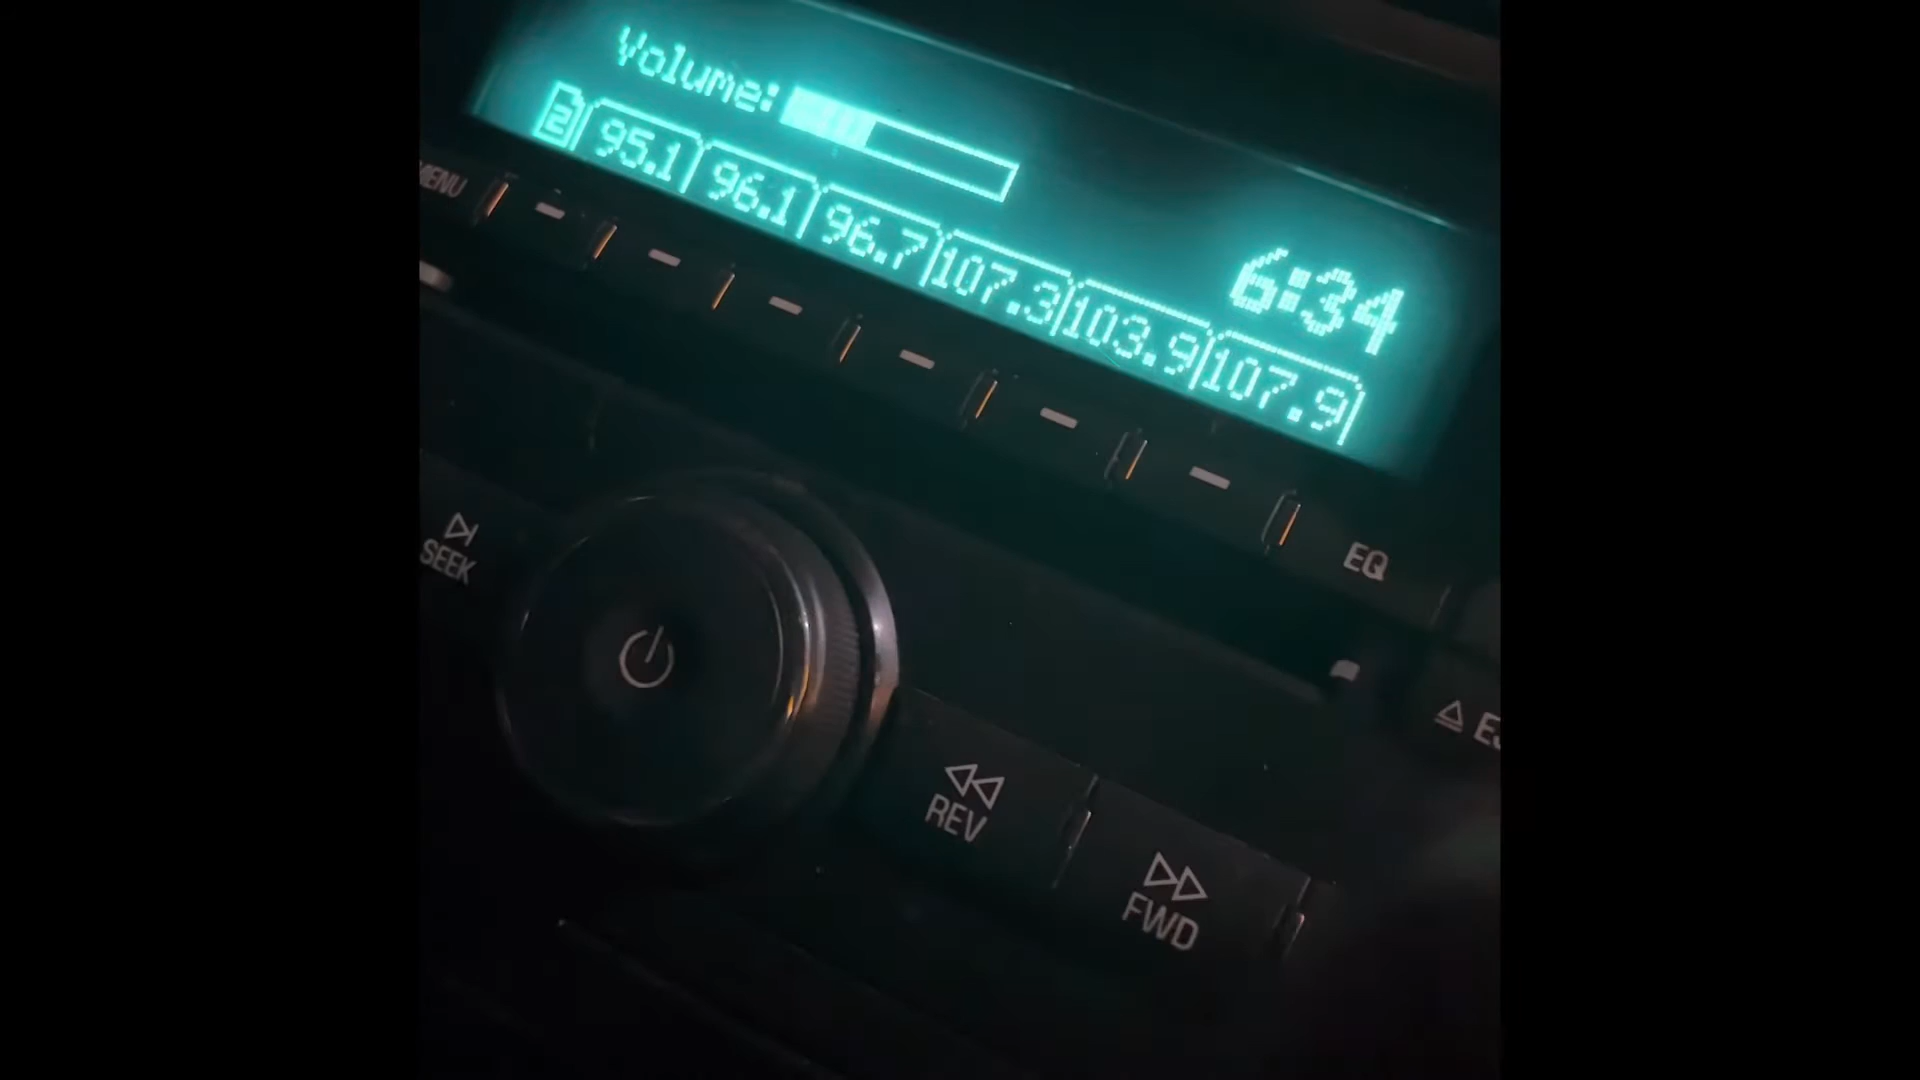 Volume:
2 95.1 96.1 96.7 107.3 103.9 107.9
6:34
MENU
EQ
SEEK
REV
FWD